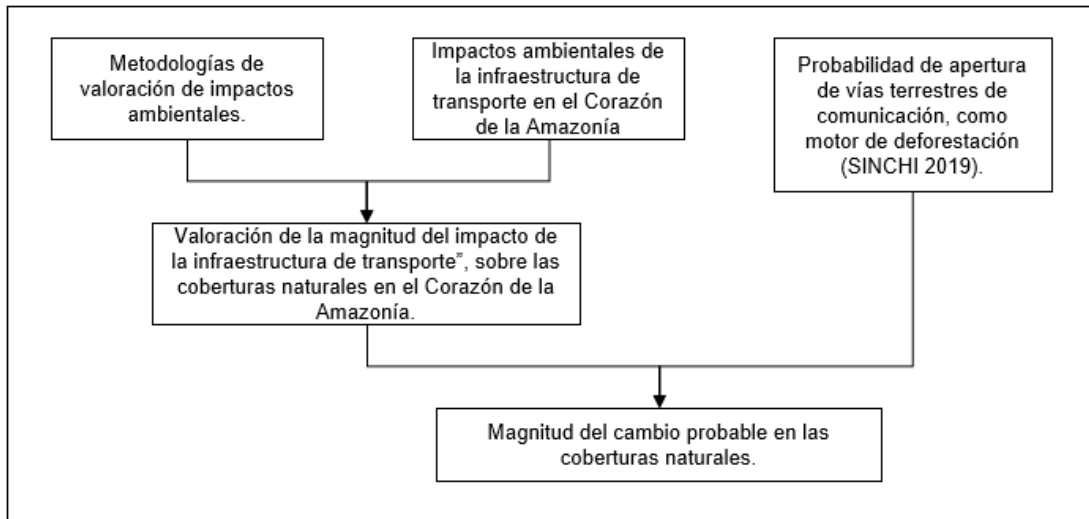 Metodologías de
valoración de impactos
ambientales.
Impactos ambientales de
la infraestructura de
transporte en el Corazón
de la Amazonía
Probabilidad de apertura
de vías terrestres de
comunicación, como
motor de deforestación
(SINCHI 2019).
Valoración de la magnitud del impacto de
la infraestructura de transporte”, sobre las
coberturas naturales en el Corazón de la
Amazonía.
Magnitud del cambio probable en las
coberturas naturales.